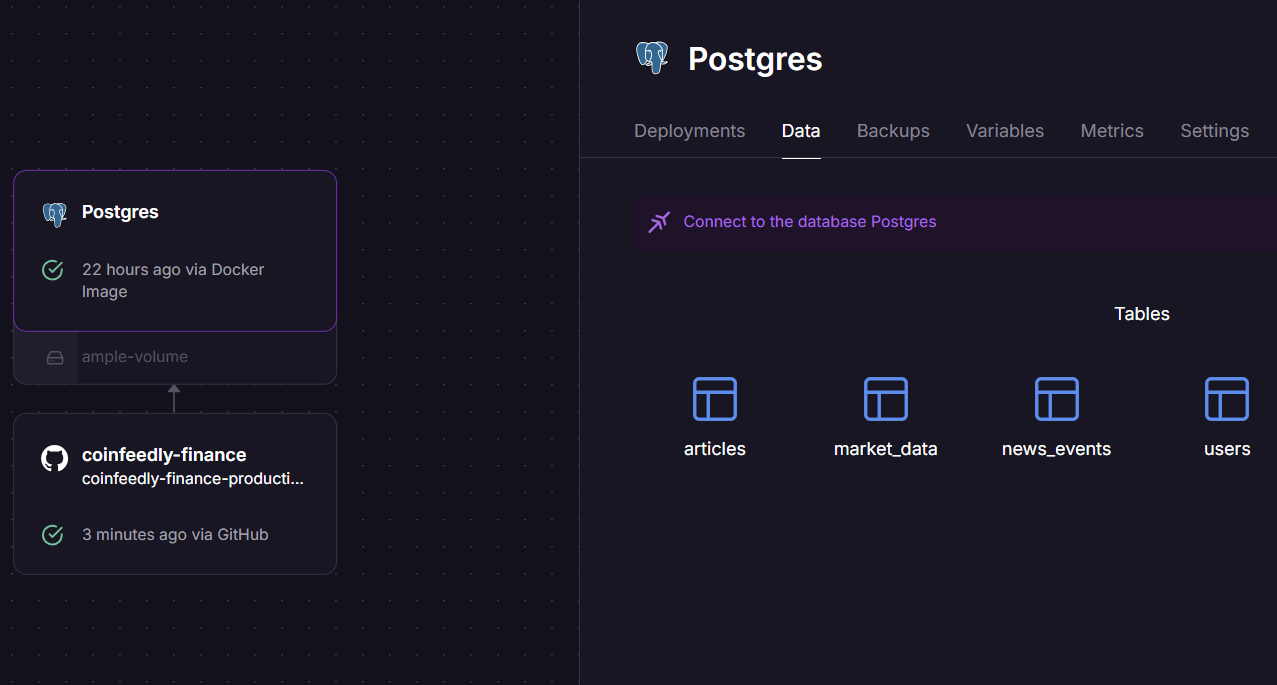 Postgres
22 hours ago via Docker
Image
ample-volume
coinfeedly-finance
coinfeedly-finance-producti...
3 minutes ago via GitHub
Postgres
Deployments Data Backups Variables Metrics Settings
Connect to the database Postgres
Tables
articles market_data news_events users